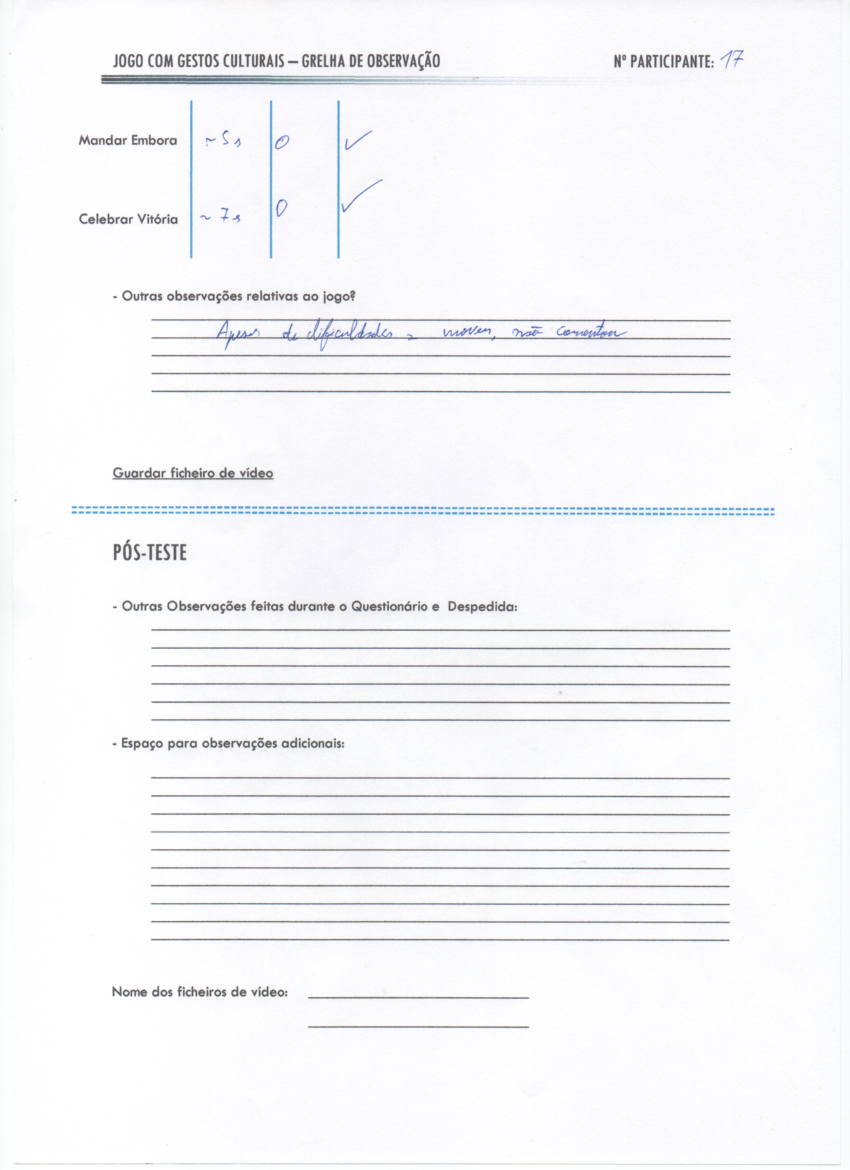 JOGO COM GESTOS CULTURAIS – GRELHA DE OBSERVAÇÃO Nº PARTICIPANTE: 17
Mandar Embora ~ 5 s 0 ✓
Celebrar Vitória ~ 7 s 0 ✓
- Outras observações relativas ao jogo?
Apesar de dificuldades a mover, não comentou
Guardar ficheiro de vídeo
PÓS-TESTE
- Outras Observações feitas durante o Questionário e Despedida:
- Espaço para observações adicionais:
Nome dos ficheiros de vídeo: